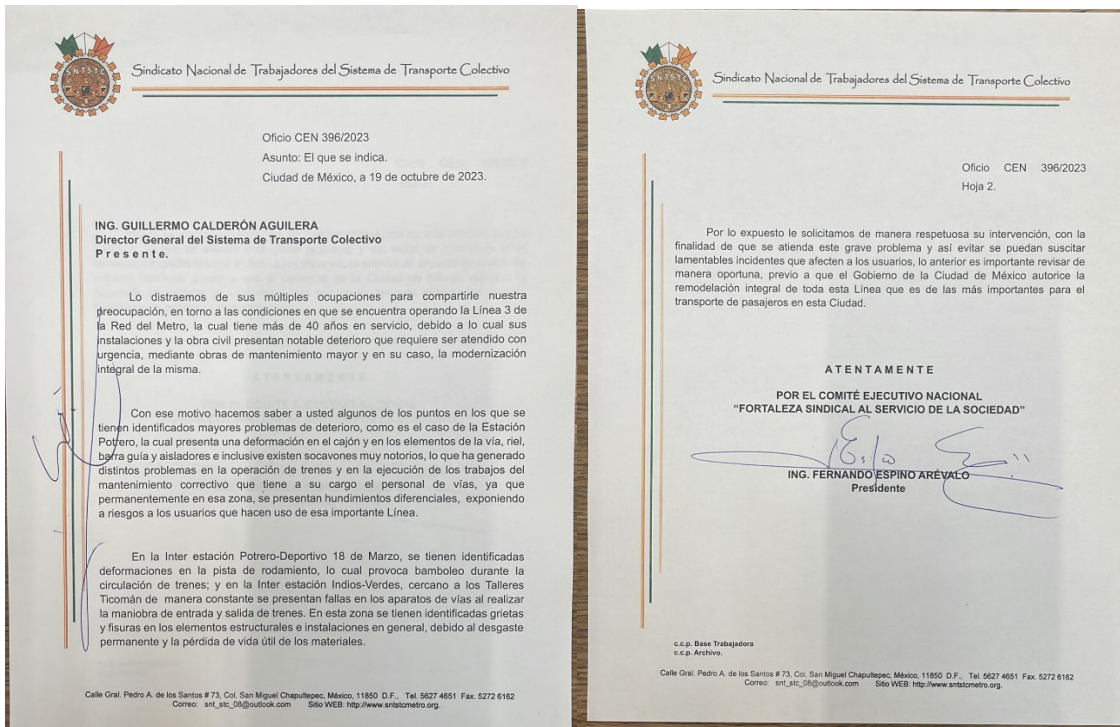 SNTSTC
Sindicato Nacional de Trabajadores del Sistema de Transporte Colectivo
Oficio CEN 396/2023
Asunto: El que se indica.
Ciudad de México, a 19 de octubre de 2023.
ING. GUILLERMO CALDERÓN AGUILERA
Director General del Sistema de Transporte Colectivo
P r e s e n t e.
Lo distraemos de sus múltiples ocupaciones para compartirle nuestra
preocupación, en torno a las condiciones en que se encuentra operando la Línea 3 de
la Red del Metro, la cual tiene más de 40 años en servicio, debido a lo cual sus
instalaciones y la obra civil presentan notable deterioro que requiere ser atendido con
urgencia, mediante obras de mantenimiento mayor y en su caso, la modernización
integral de la misma.
Con ese motivo hacemos saber a usted algunos de los puntos en los que se
tienen identificados mayores problemas de deterioro, como es el caso de la Estación
Potrero, la cual presenta una deformación en el cajón y en los elementos de la vía, riel,
barra guía y aisladores e inclusive existen socavones muy notorios, lo que ha generado
distintos problemas en la operación de trenes y en la ejecución de los trabajos del
mantenimiento correctivo que tiene a su cargo el personal de vías, ya que
permanentemente en esa zona, se presentan hundimientos diferenciales, exponiendo
a riesgos a los usuarios que hacen uso de esa importante Línea.
En la Inter estación Potrero-Deportivo 18 de Marzo, se tienen identificadas
deformaciones en la pista de rodamiento, lo cual provoca bamboleo durante la
circulación de trenes; y en la Inter estación Indios-Verdes, cercano a los Talleres
Ticomán de manera constante se presentan fallas en los aparatos de vías al realizar
la maniobra de entrada y salida de trenes. En esta zona se tienen identificadas grietas
y fisuras en los elementos estructurales e instalaciones en general, debido al desgaste
permanente y la pérdida de vida útil de los materiales.
Calle Gral. Pedro A. de los Santos # 73, Col. San Miguel Chapultepec, México, 11850 D.F., Tel. 5627 4651 Fax. 5272 6162
Correo: snt_stc_08@outlook.com Sitio WEB: http://www.sntstcmetro.org.
SNTSTC
Sindicato Nacional de Trabajadores del Sistema de Transporte Colectivo
Oficio CEN 396/2023
Hoja 2.
Por lo expuesto le solicitamos de manera respetuosa su intervención, con la
finalidad de que se atienda este grave problema y así evitar se puedan suscitar
lamentables incidentes que afecten a los usuarios, lo anterior es importante revisar de
manera oportuna, previo a que el Gobierno de la Ciudad de México autorice la
remodelación integral de toda esta Línea que es de las más importantes para el
transporte de pasajeros en esta Ciudad.
A T E N T A M E N T E
POR EL COMITÉ EJECUTIVO NACIONAL
“FORTALEZA SINDICAL AL SERVICIO DE LA SOCIEDAD”
ING. FERNANDO ESPINO ARÉVALO
Presidente
c.c.p. Base Trabajadora
c.c.p. Archivo.
Calle Gral. Pedro A. de los Santos # 73, Col. San Miguel Chapultepec, México, 11850 D.F., Tel. 5627 4651 Fax. 5272 6162
Correo: snt_stc_08@outlook.com Sitio WEB: http://www.sntstcmetro.org.